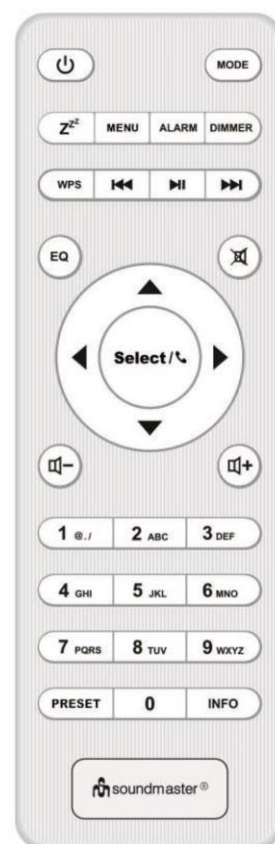 MODE
Zzz MENU ALARM DIMMER
WPS
EQ
Select/
- +
1 @./ 2 ABC 3 DEF
4 GHI 5 JKL 6 MNO
7 PQRS 8 TUV 9 WXYZ
PRESET 0 INFO
soundmaster®